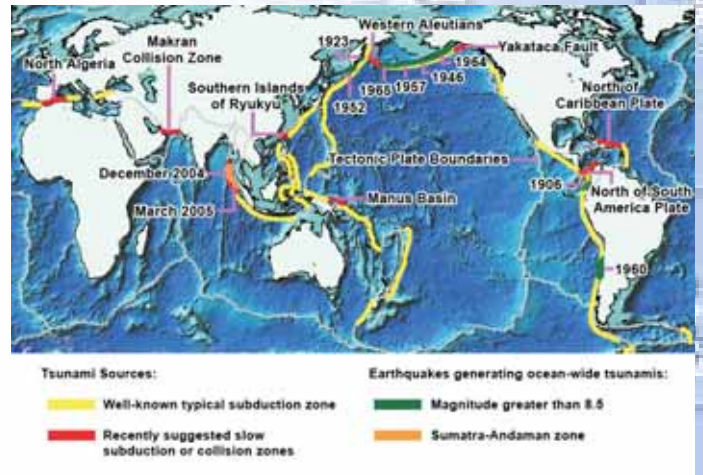 Western Aleutians
1923
Makran
Collision Zone
Yakataca Fault
North Algeria
1964
1946
Southern Islands
of Ryukyu
1957
1965
1952
North of
Caribbean Plate
December 2004
Tectonic Plate Boundaries
1906
Manus Basin
North of South
America Plate
March 2005
1960
Tsunami Sources:
Earthquakes generating ocean-wide tsunamis:
Well-known typical subduction zone
Magnitude greater than 8.5
Recently suggested slow
subduction or collision zones
Sumatra-Andaman zone